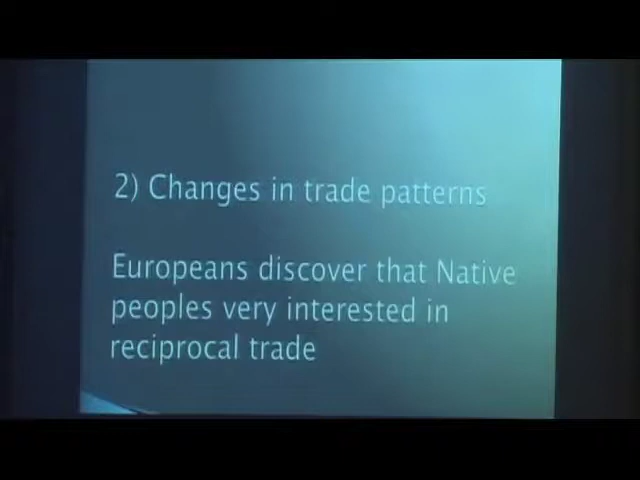 2) Changes in trade patterns
Europeans discover that Native
peoples very interested in
reciprocal trade